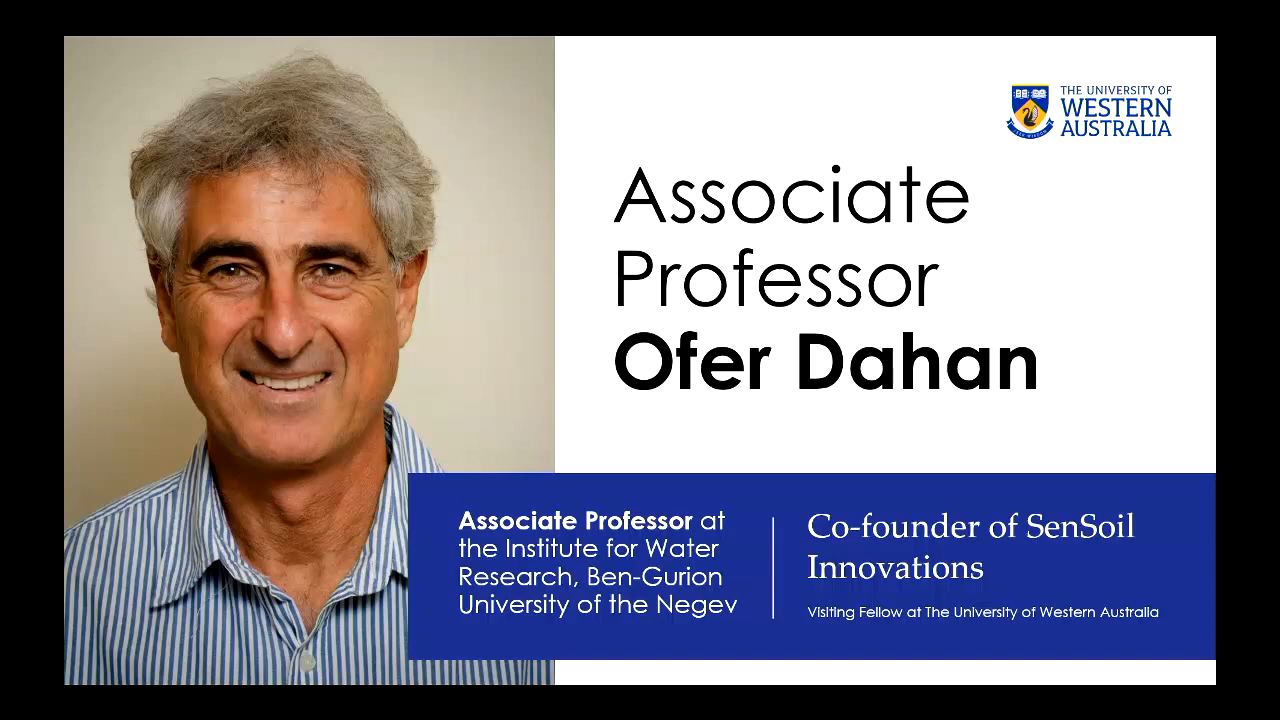 THE UNIVERSITY OF
WESTERN
AUSTRALIA
Associate
Professor
Ofer Dahan
Associate Professor at
the Institute for Water
Research, Ben-Gurion
University of the Negev
Co-founder of SenSoil
Innovations
Visiting Fellow at The University of Western Australia